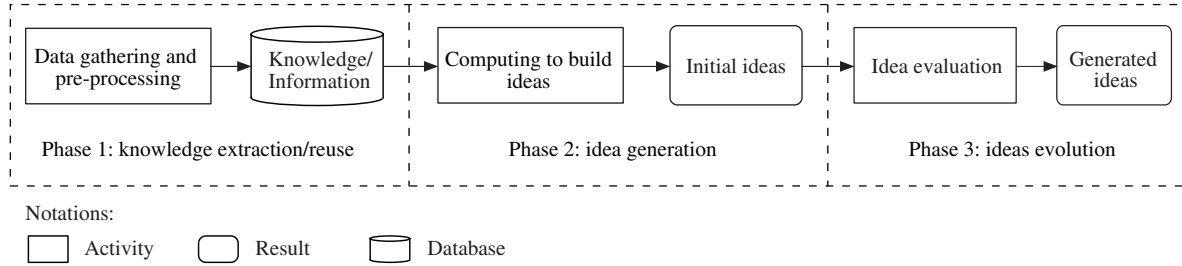 Data gathering and
pre-processing
Knowledge/
Information
Computing to build
ideas
Initial ideas
Idea evaluation
Generated
ideas
Phase 1: knowledge extraction/reuse
Phase 2: idea generation
Phase 3: ideas evolution
Notations:
Activity
Result
Database